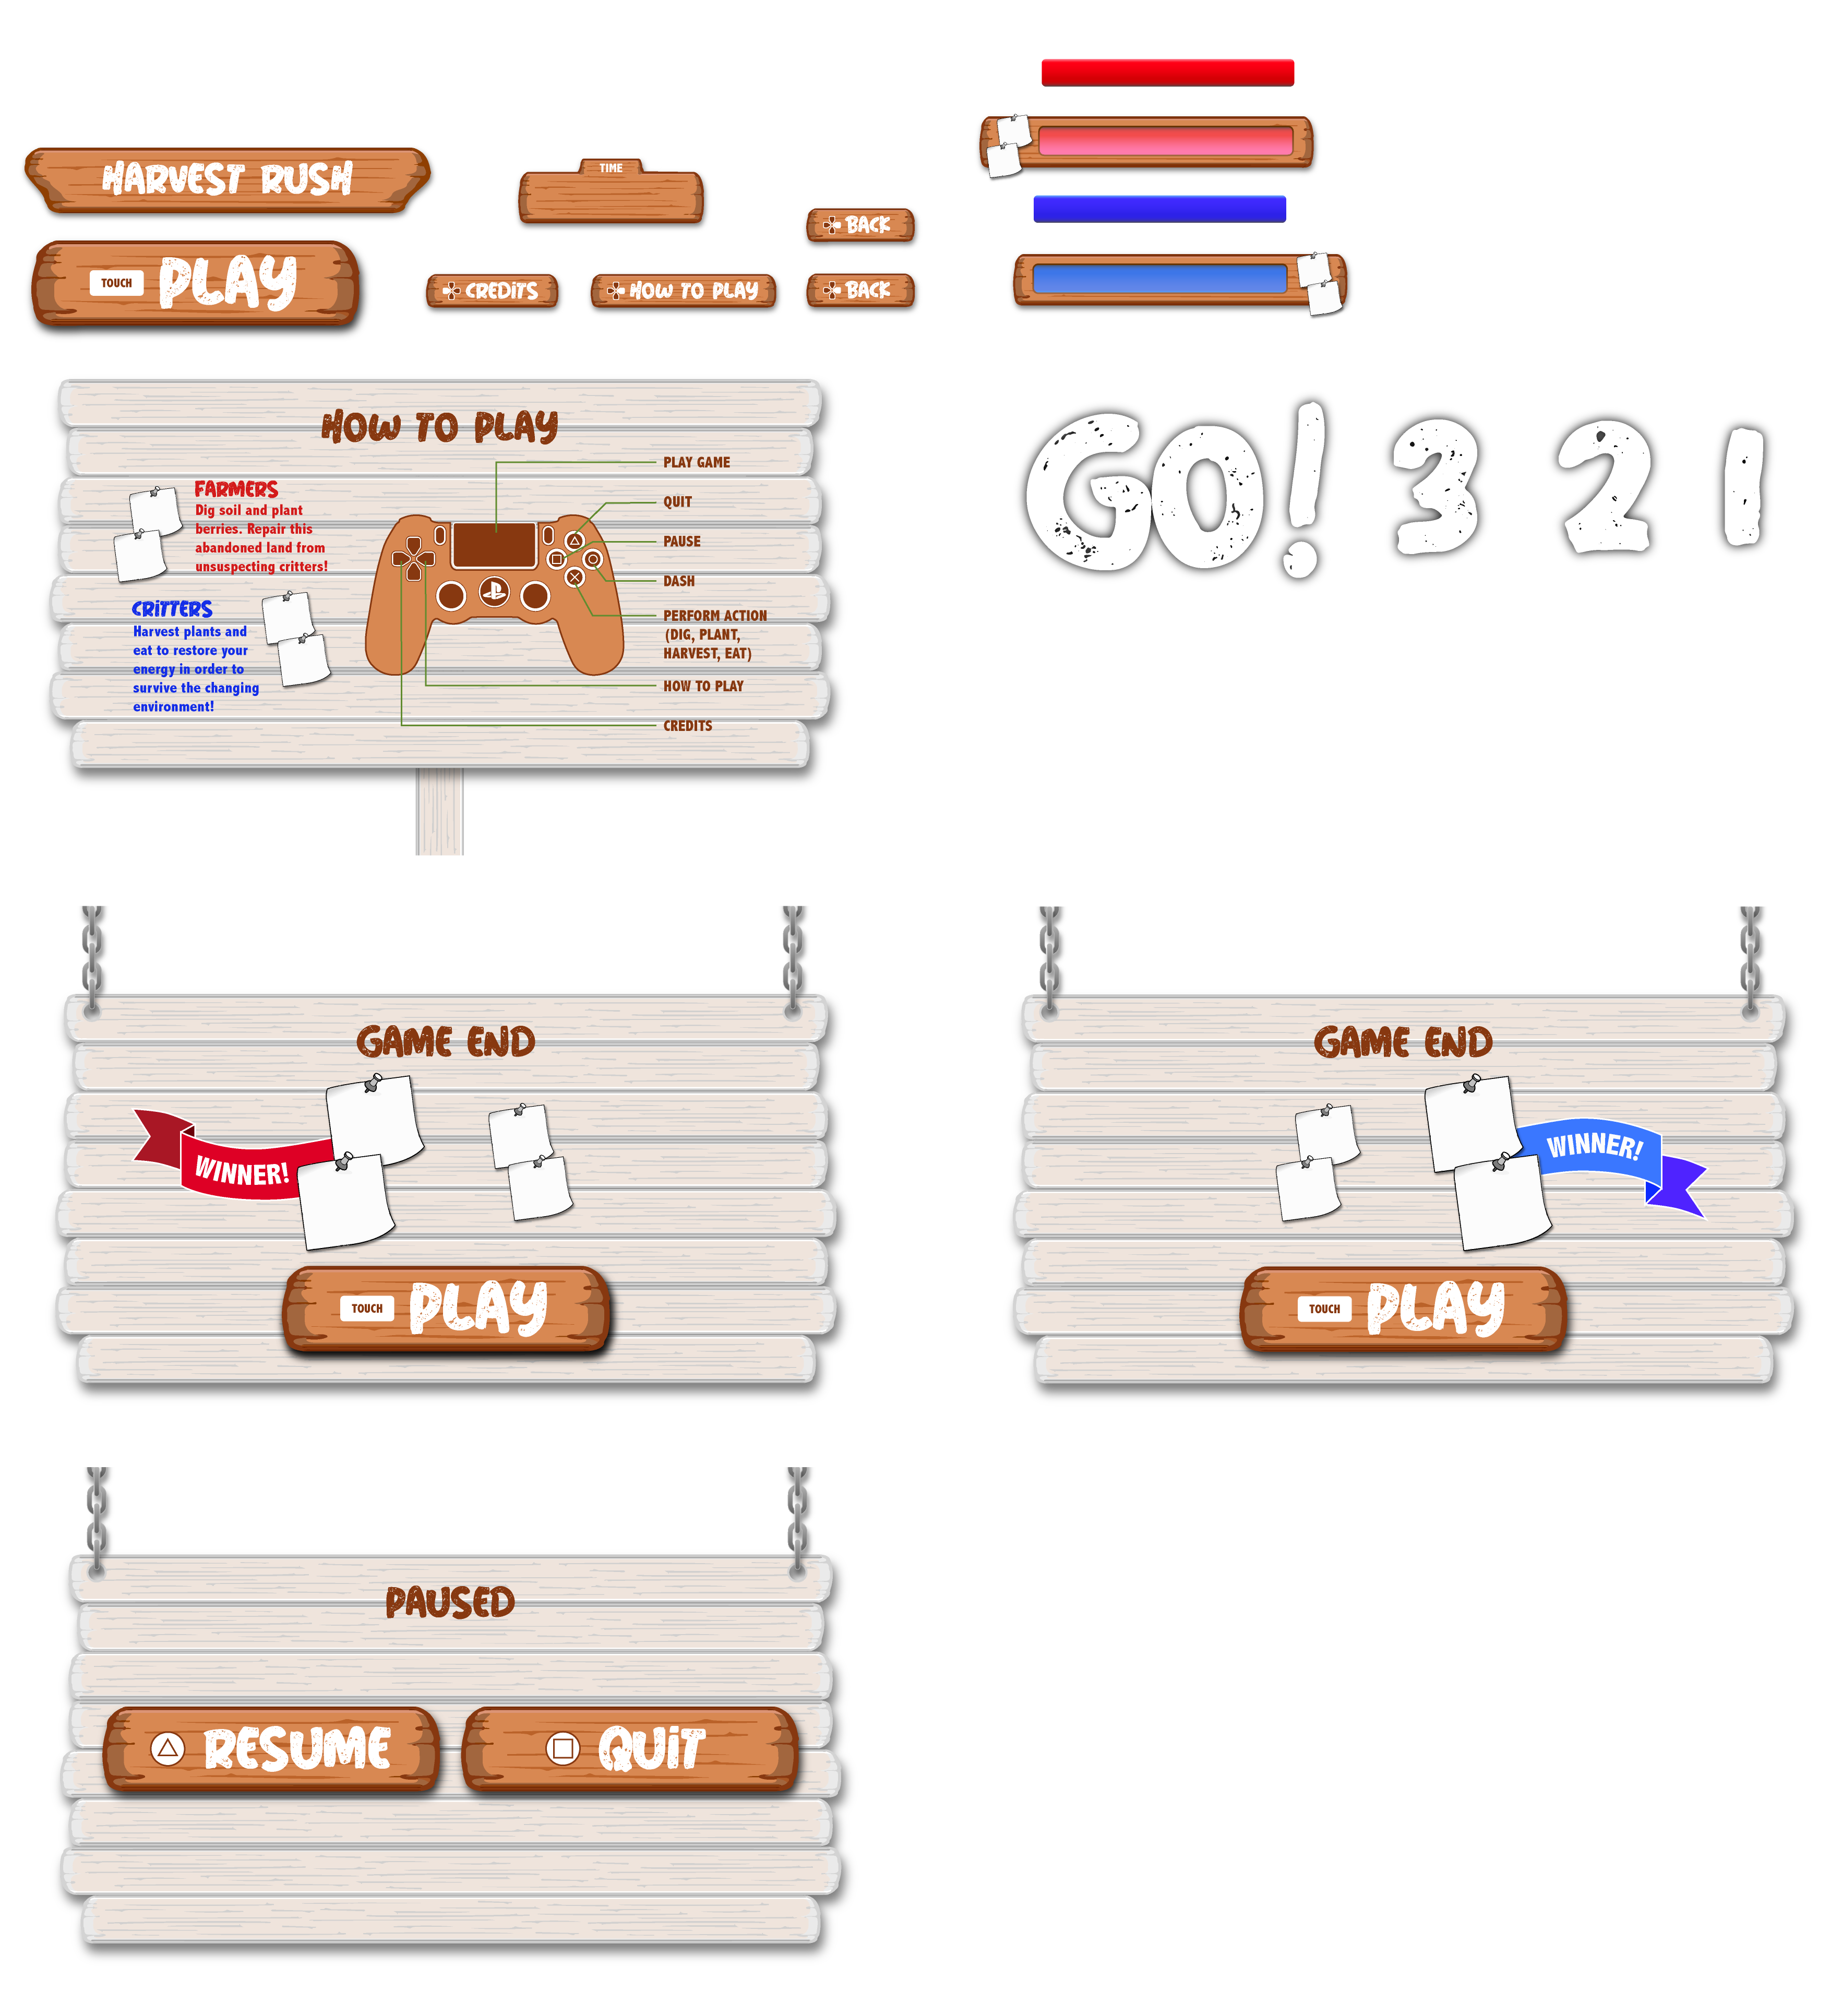 HARVEST RUSH
TIME
BACK
TOUCH PLAY
CREDITS
HOW TO PLAY
BACK
GO! 3 2 1
HOW TO PLAY
FARMERS
Dig soil and plant
berries. Repair this
abandoned land from
unsuspecting critters!
CRITTERS
Harvest plants and
eat to restore your
energy in order to
survive the changing
environment!
PLAY GAME
QUIT
PAUSE
DASH
PERFORM ACTION
(DIG, PLANT,
HARVEST, EAT)
HOW TO PLAY
CREDITS
GAME END
WINNER!
TOUCH PLAY
GAME END
WINNER!
TOUCH PLAY
PAUSED
RESUME
QUIT